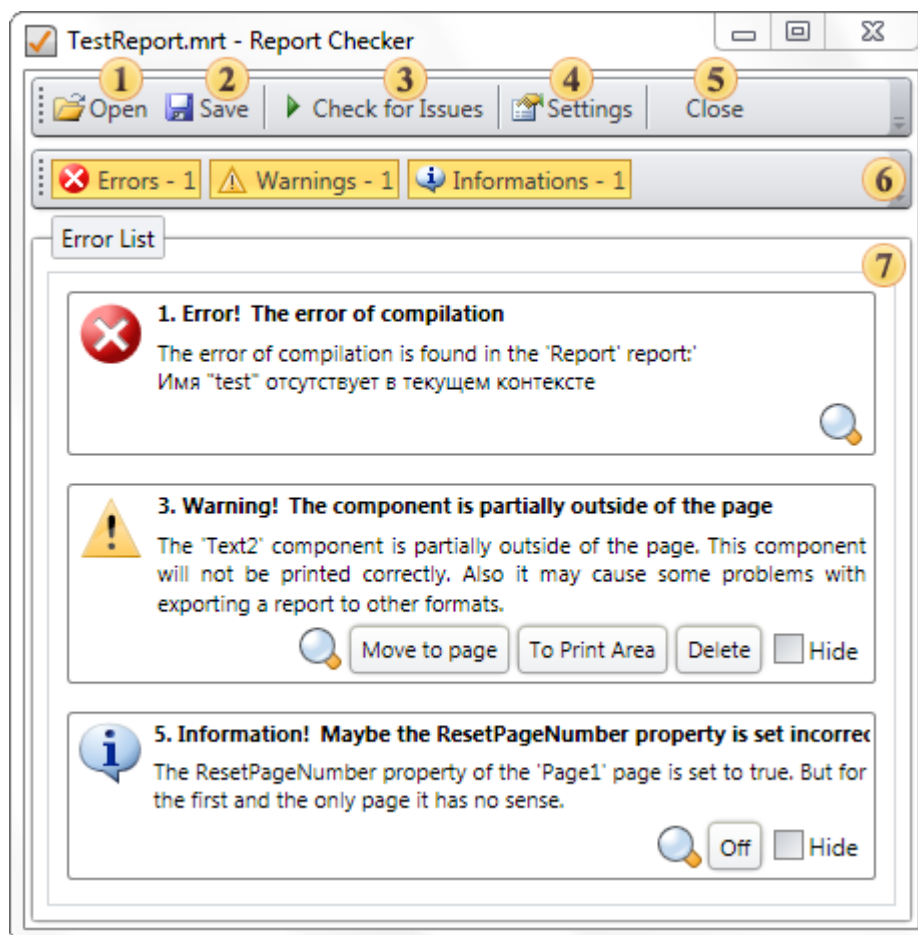 TestReport.mrt - Report Checker
1 2 3 4 5
Open Save Check for Issues Settings Close
Errors - 1 Warnings - 1 Informations - 1 6
Error List
7
1. Error! The error of compilation
The error of compilation is found in the 'Report' report:'
Имя "test" отсутствует в текущем контексте
3. Warning! The component is partially outside of the page
The 'Text2' component is partially outside of the page. This component
will not be printed correctly. Also it may cause some problems with
exporting a report to other formats.
Move to page To Print Area Delete Hide
5. Information! Maybe the ResetPageNumber property is set incorrec
The ResetPageNumber property of the 'Page1' page is set to true. But for
the first and the only page it has no sense.
Off Hide